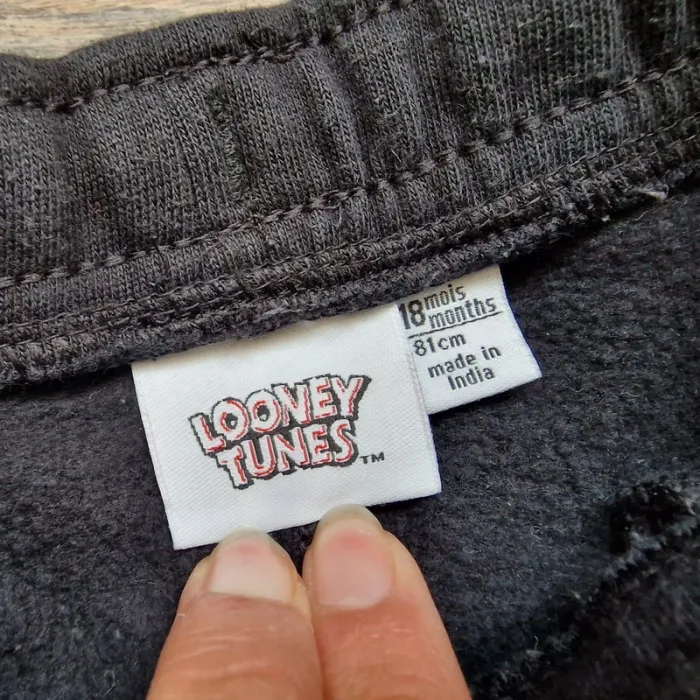 LOONEY
TUNES™
18 mois
months
81cm
made in
India